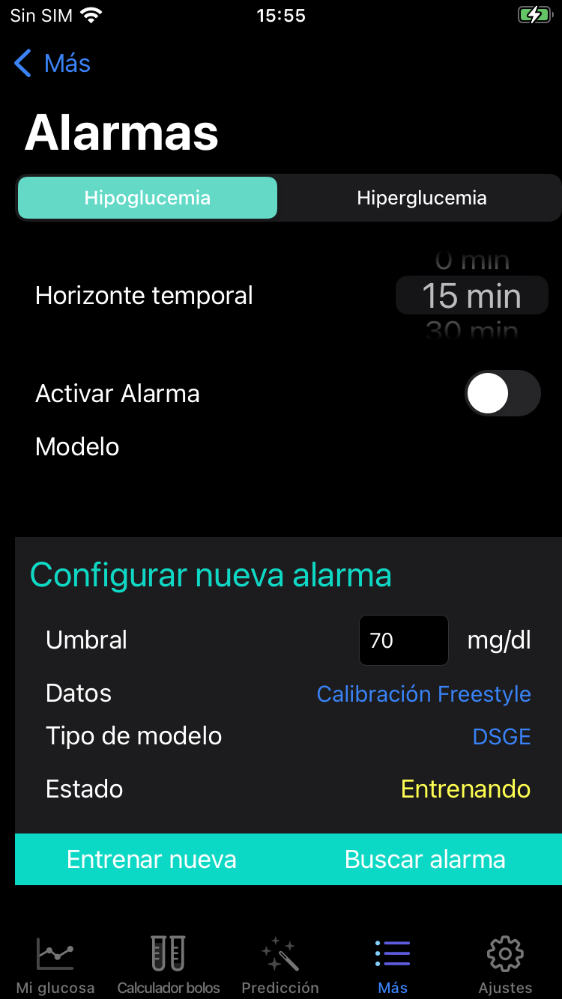 Sin SIM 15:55
Más
Alarmas
Hipoglucemia Hiperglucemia
0 min
Horizonte temporal 15 min
30 min
Activar Alarma
Modelo
Configurar nueva alarma
Umbral 70 mg/dl
Datos Calibración Freestyle
Tipo de modelo DSGE
Estado Entrenando
Entrenar nueva Buscar alarma
Mi glucosa Calculador bolos Predicción Más Ajustes